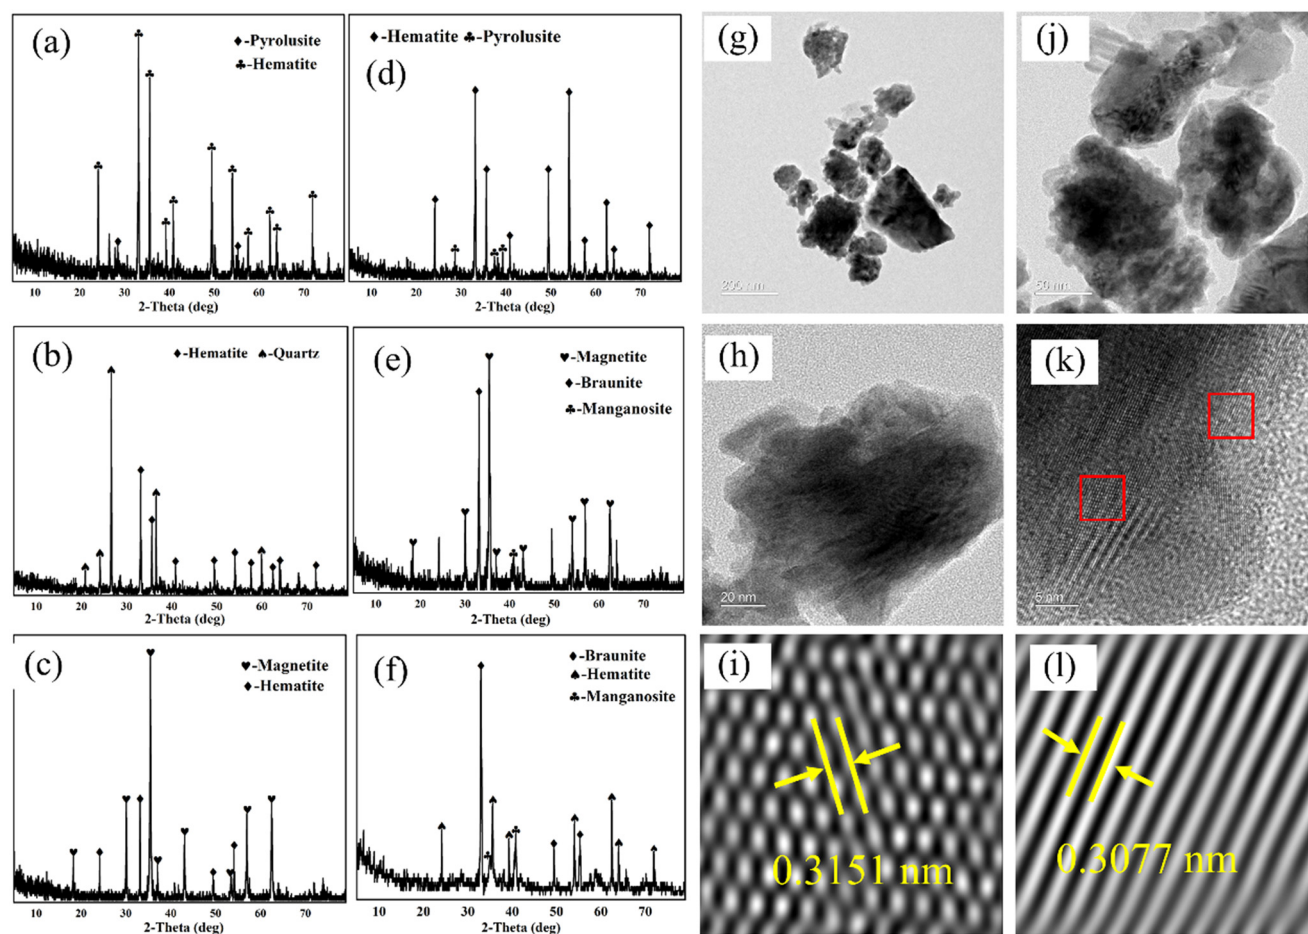 (a)
♦-Pyrolusite
♣-Hematite
10 20 30 40 50 60 70
2-Theta (deg)
(d)
♦-Hematite ♣-Pyrolusite
10 20 30 40 50 60 70
2-Theta (deg)
(g)
200 nm
(j)
50 nm
(b)
♦-Hematite ♠-Quartz
10 20 30 40 50 60 70
2-Theta (deg)
(e)
♥-Magnetite
♦-Braunite
♣-Manganosite
10 20 30 40 50 60 70
2-Theta (deg)
(h)
20 nm
(k)
5 nm
(c)
♥-Magnetite
♦-Hematite
10 20 30 40 50 60 70
2-Theta (deg)
(f)
♦-Braunite
♠-Hematite
♣-Manganosite
10 20 30 40 50 60 70
2-Theta (deg)
(i)
0.3151 nm
(l)
0.3077 nm